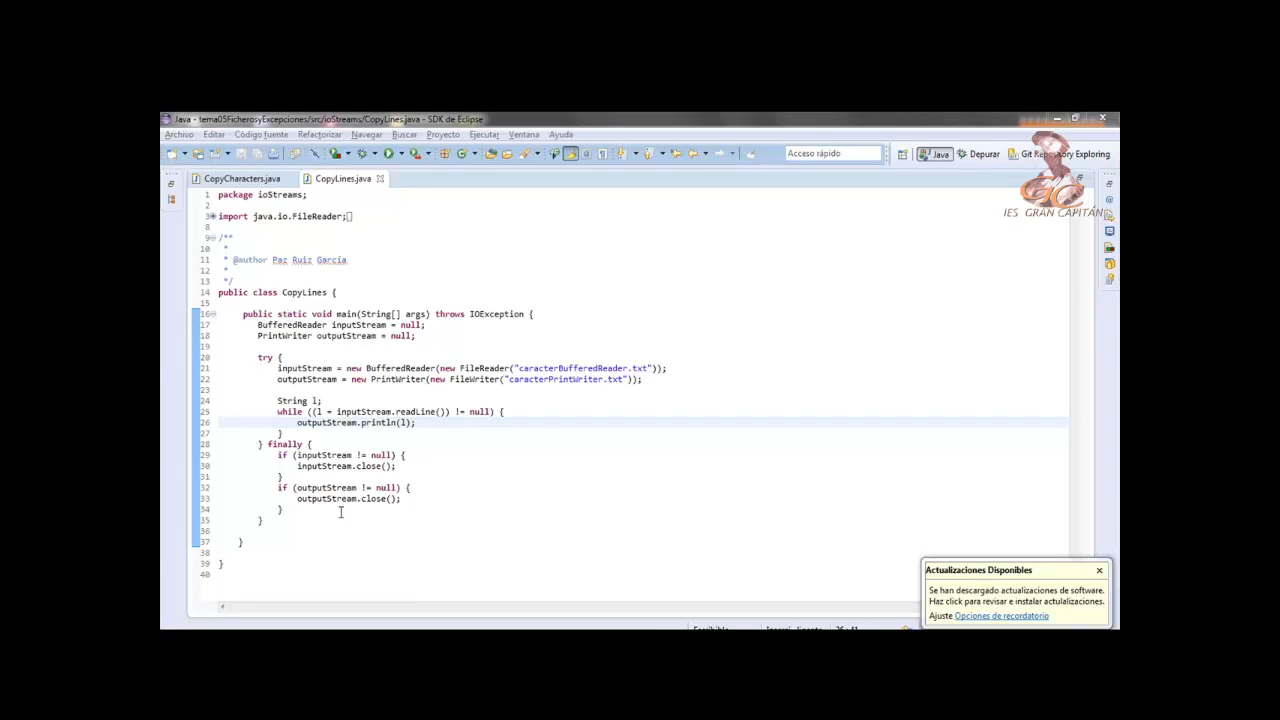 Java - tema05FicherosyExcepciones/src/ioStreams/CopyLines.java - SDK de Eclipse
Archivo Editar Código fuente Refactorizar Navegar Buscar Proyecto Ejecutar Ventana Ayuda
Acceso rápido
Java Depurar Git Repository Exploring
IES GRAN CAPITÁN
CopyCharacters.java CopyLines.java
1 package ioStreams;
2
3 import java.io.FileReader;
8
9 /**
10 *
11 * @author Paz Ruiz García
12 *
13 */
14 public class CopyLines {
15
16 public static void main(String[] args) throws IOException {
17 BufferedReader inputStream = null;
18 PrintWriter outputStream = null;
19
20 try {
21 inputStream = new BufferedReader(new FileReader("caracterBufferedReader.txt"));
22 outputStream = new PrintWriter(new FileWriter("caracterPrintWriter.txt"));
23
24 String l;
25 while ((l = inputStream.readLine()) != null) {
26 outputStream.println(l);
27 }
28 } finally {
29 if (inputStream != null) {
30 inputStream.close();
31 }
32 if (outputStream != null) {
33 outputStream.close();
34 }
35 }
36
37 }
38
39 }
40
Actualizaciones Disponibles
Se han descargado actualizaciones de software.
Haz click para revisar e instalar actulalizaciones.
Ajuste Opciones de recordatorio